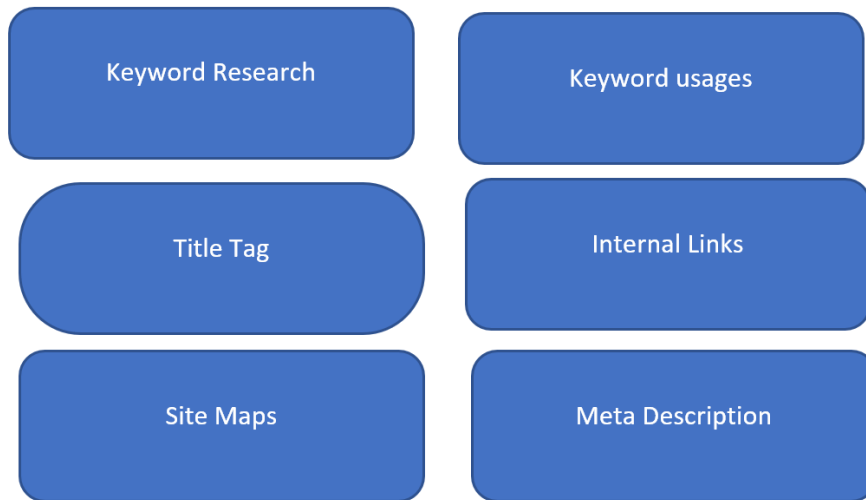 Keyword Research
Keyword usages
Title Tag
Internal Links
Site Maps
Meta Description